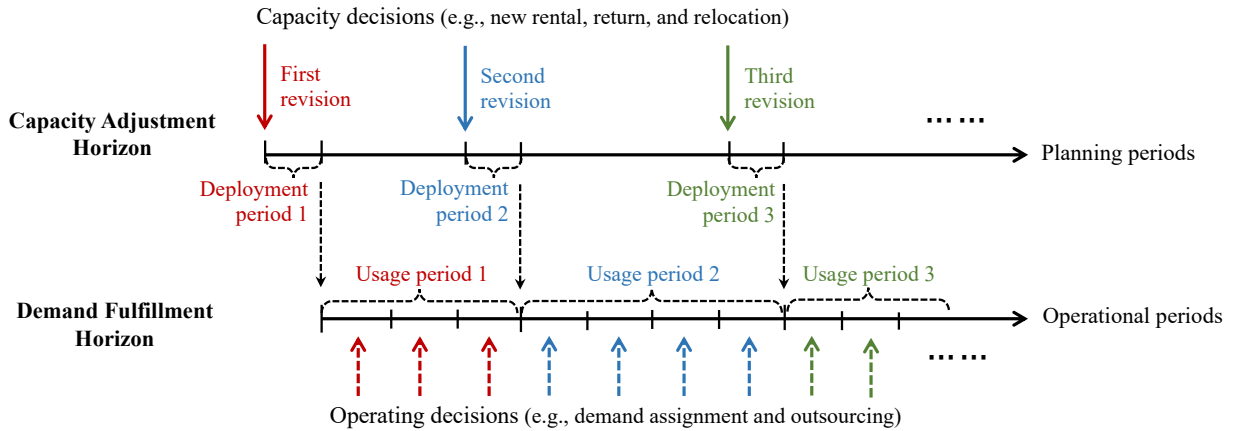 Capacity decisions (e.g., new rental, return, and relocation)
First
revision
Second
revision
Third
revision
Capacity Adjustment
Horizon
……
Planning periods
Deployment
period 1
Deployment
period 2
Deployment
period 3
Usage period 1
Usage period 2
Usage period 3
Demand Fulfillment
Horizon
Operational periods
……
Operating decisions (e.g., demand assignment and outsourcing)